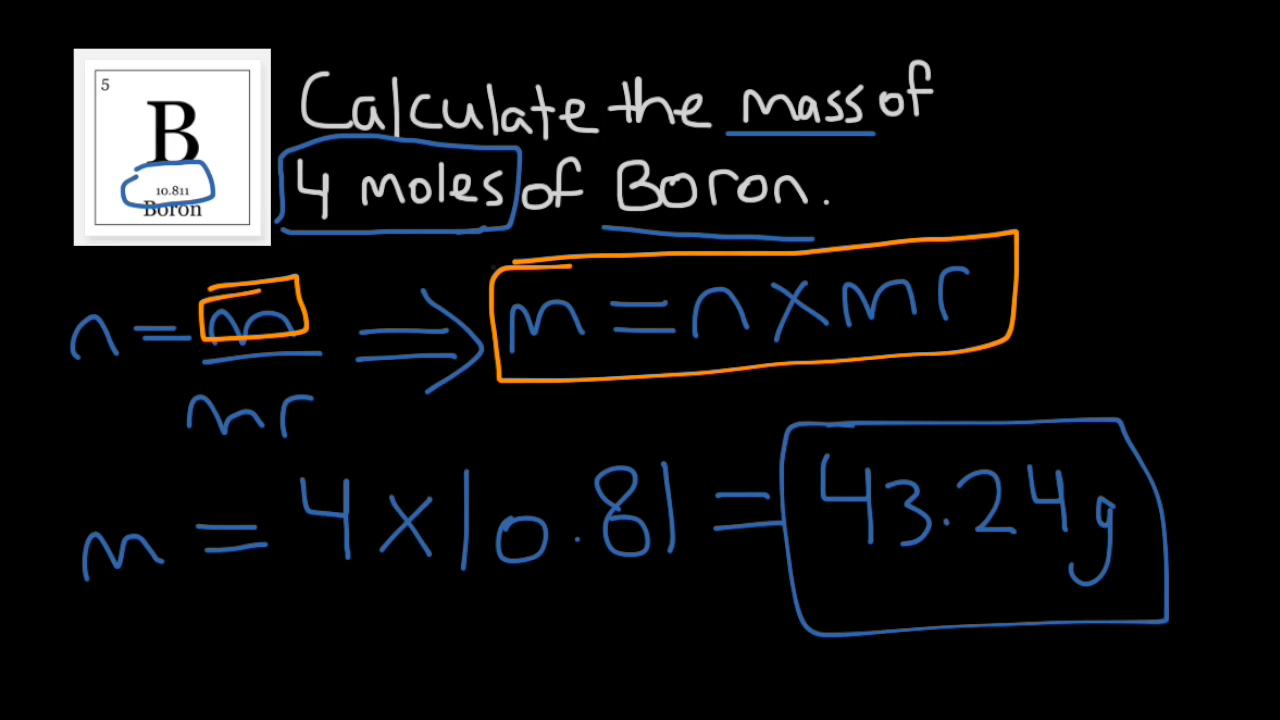 5
B
10.811
Boron
Calculate the mass of
4 moles of Boron.
n = m/mr ⇒ m = n x mr
m = 4 x 10.81 = 43.24g